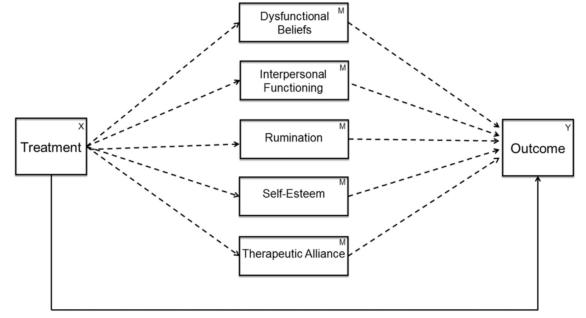 M
Dysfunctional
Beliefs
M
Interpersonal
Functioning
X
Treatment
M
Rumination
Y
Outcome
M
Self-Esteem
M
Therapeutic Alliance